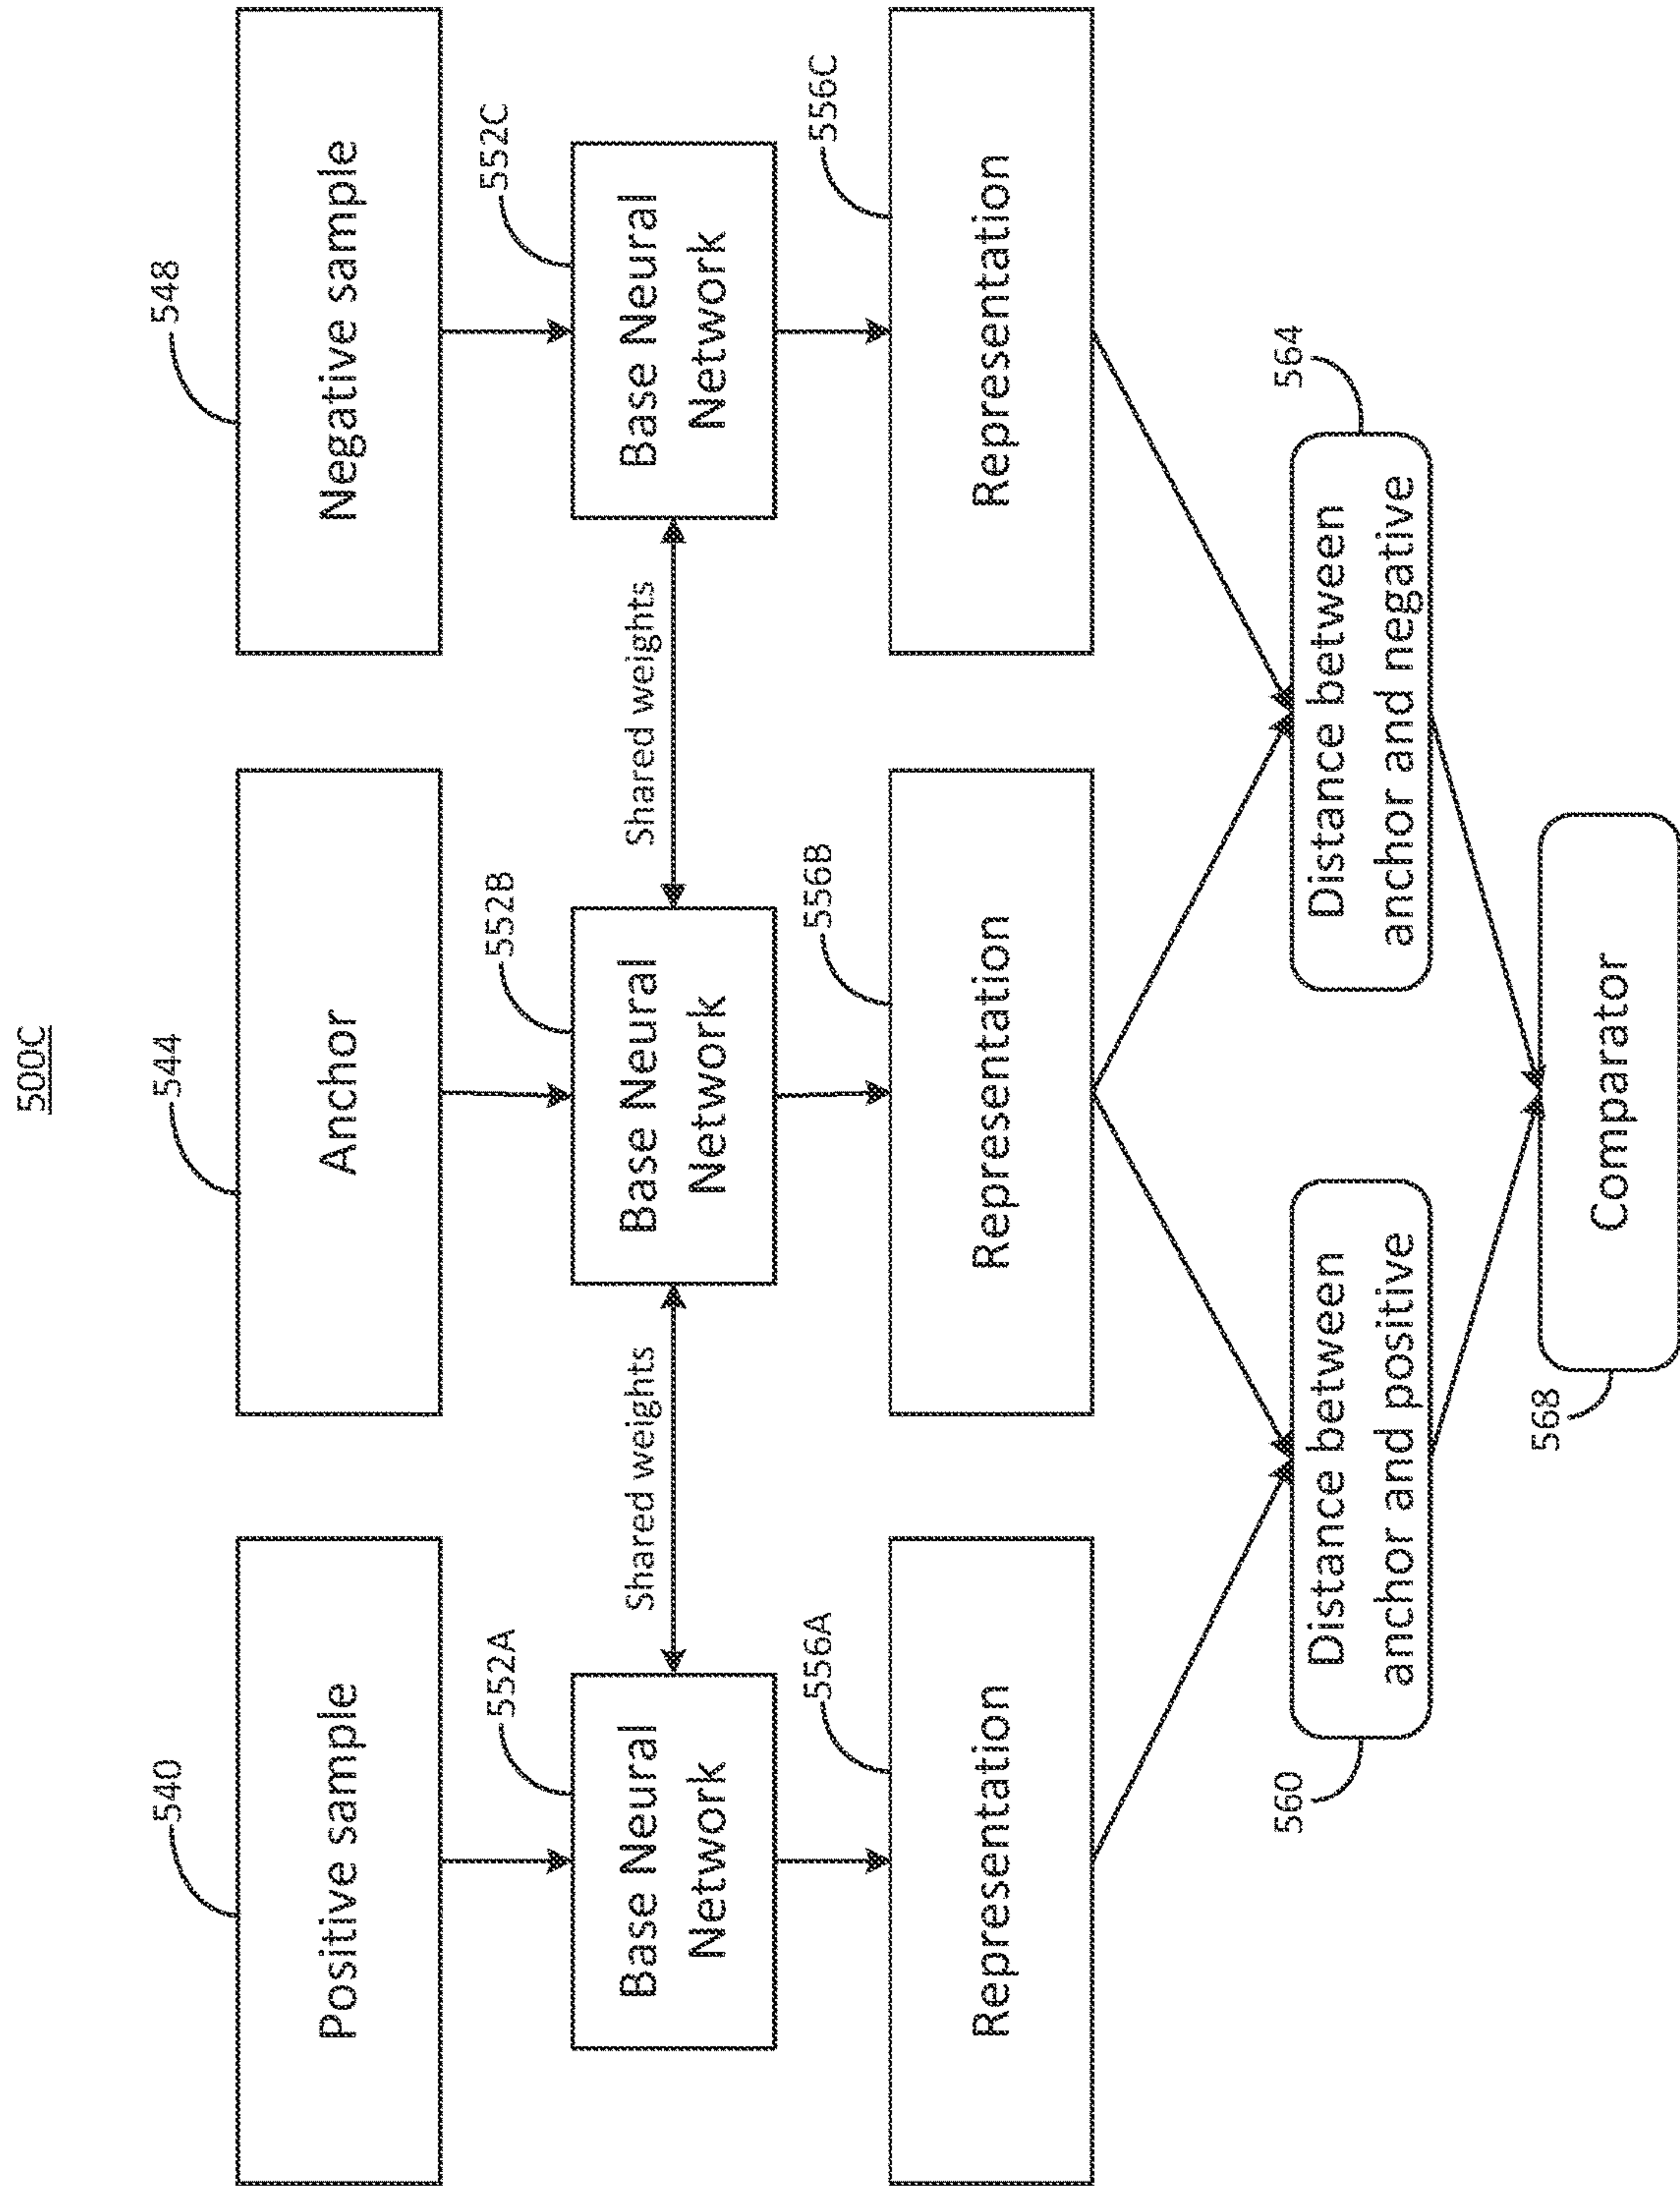 500C
540
544
548
Positive sample
Anchor
Negative sample
552A
552B
552C
Shared weights
Shared weights
Base Neural
Network
Base Neural
Network
Base Neural
Network
556A
556B
556C
Representation
Representation
Representation
560
564
Distance between
anchor and positive
Distance between
anchor and negative
568
Comparator